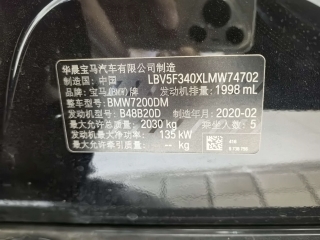 华晨宝马汽车有限公司制造
制造国：中国 LBV5F340XLMW74702
品牌：宝马(BMW)牌 发动机排量：1998 mL
整车型号：BMW7200DM
发动机型号：B48B20D 制造年月：2020-02
最大允许总质量：2030 kg 乘坐人数：5
发动机最大净功率：135 kW
最大允许牵引质量：-- kg